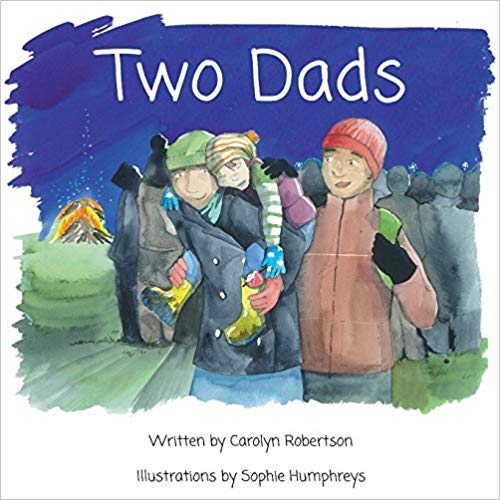 Two Dads
Written by Carolyn Robertson
Illustrations by Sophie Humphreys